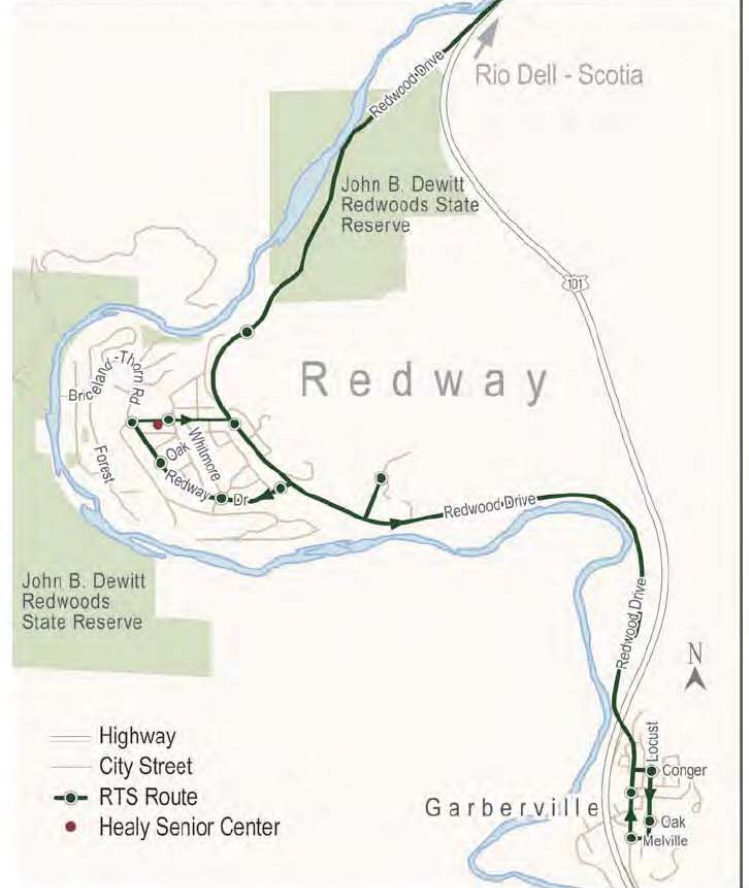 Redwood Drive
Rio Dell - Scotia
John B. Dewitt
Redwoods State
Reserve
101
Redway
Briceland-Thorn Rd
Whitmore
Oak
Forest
Redway Dr
Redwood Drive
John B. Dewitt
Redwoods
State Reserve
Redwood Drive
N
Highway
City Street
RTS Route
Healy Senior Center
Locust
Conger
Garberville
Oak
Melville